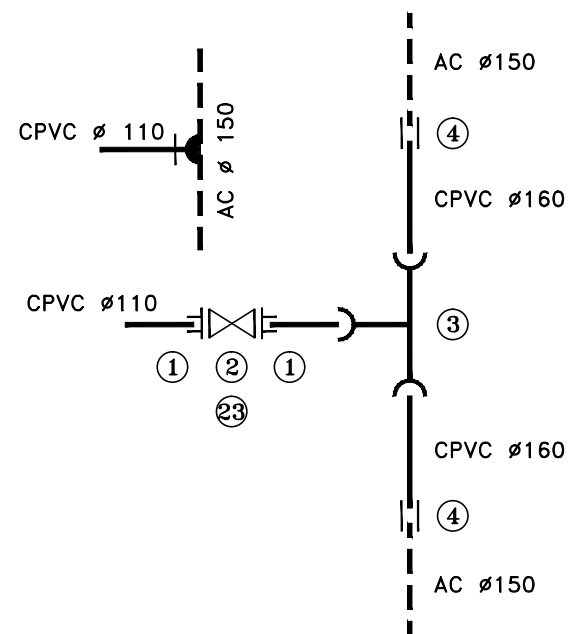 AC ø150
CPVC ø 110
AC ø 150
4
CPVC ø160
CPVC ø110
3
1 2 1
23
CPVC ø160
4
AC ø150